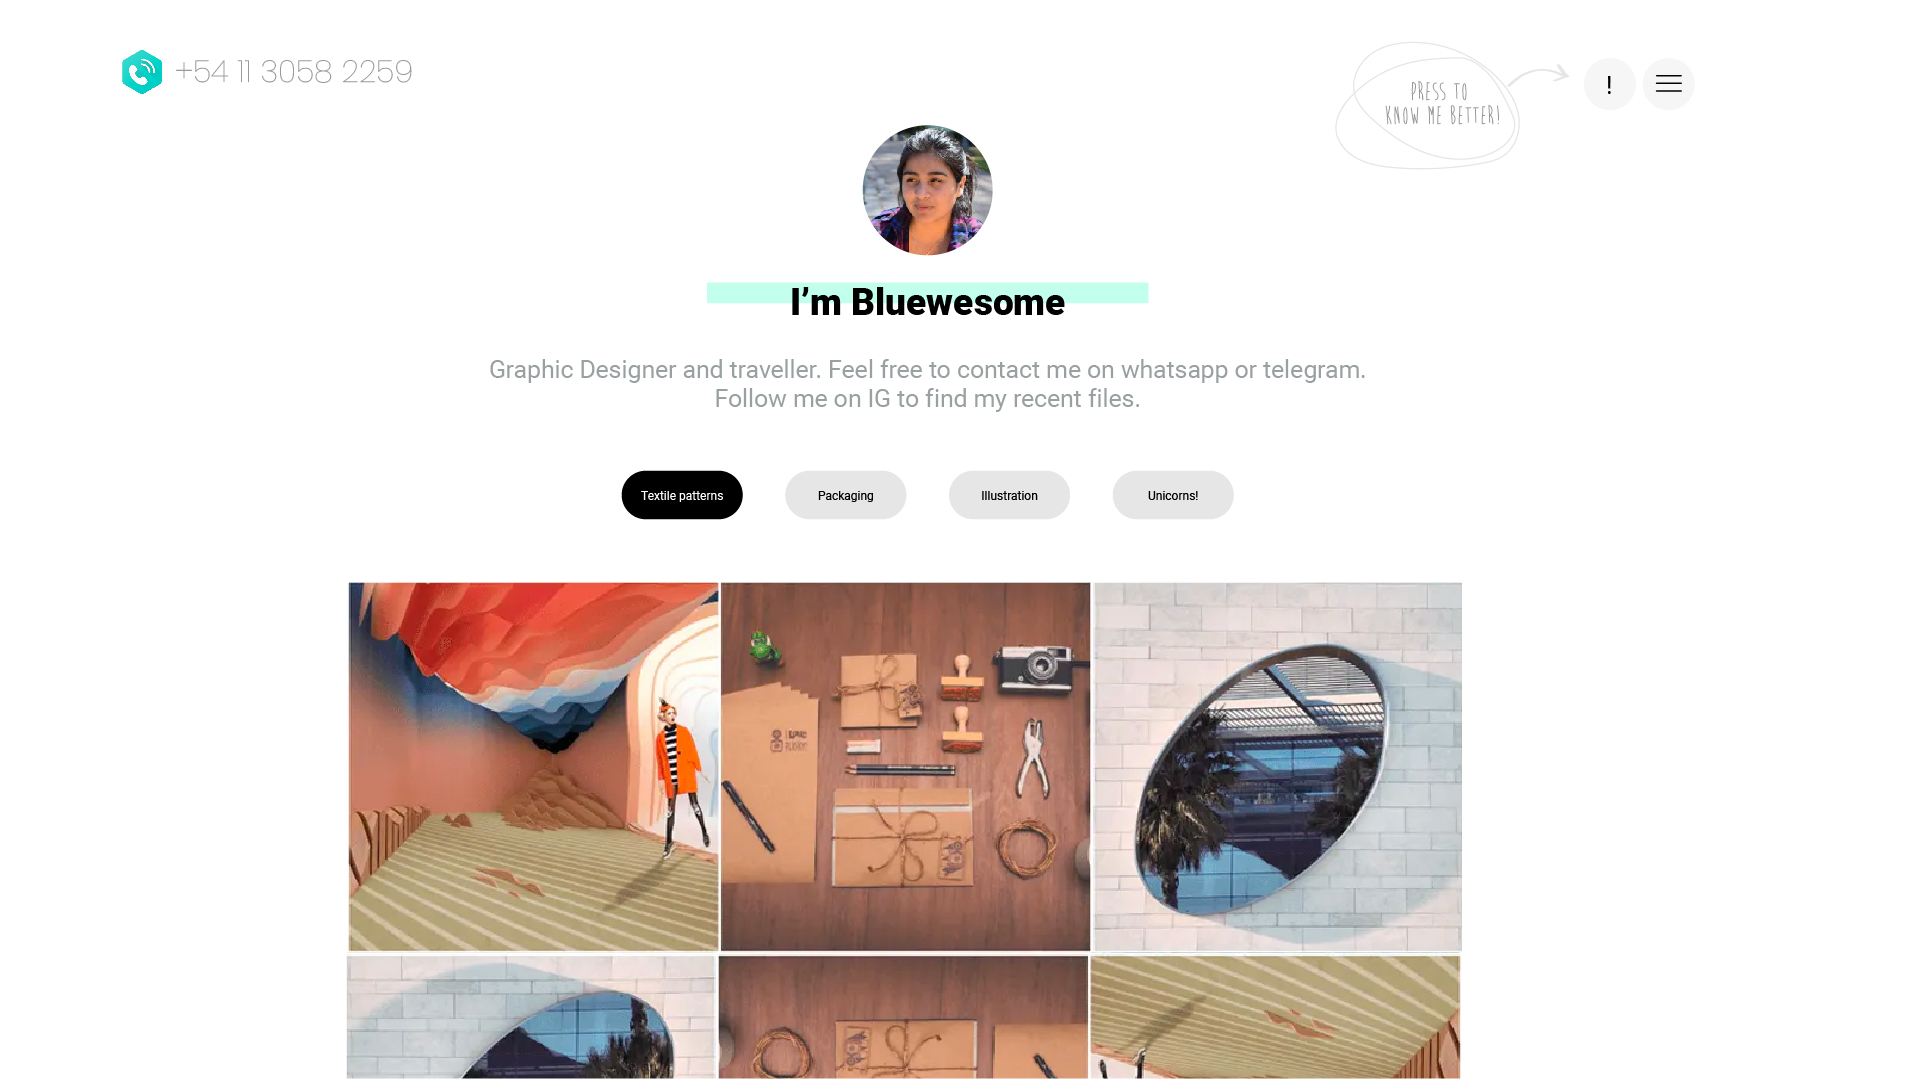 +54 11 3058 2259
PRESS TO
KNOW ME BETTER!
!
I’m Bluewesome
Graphic Designer and traveller. Feel free to contact me on whatsapp or telegram.
Follow me on IG to find my recent files.
Textile patterns
Packaging
Illustration
Unicorns!